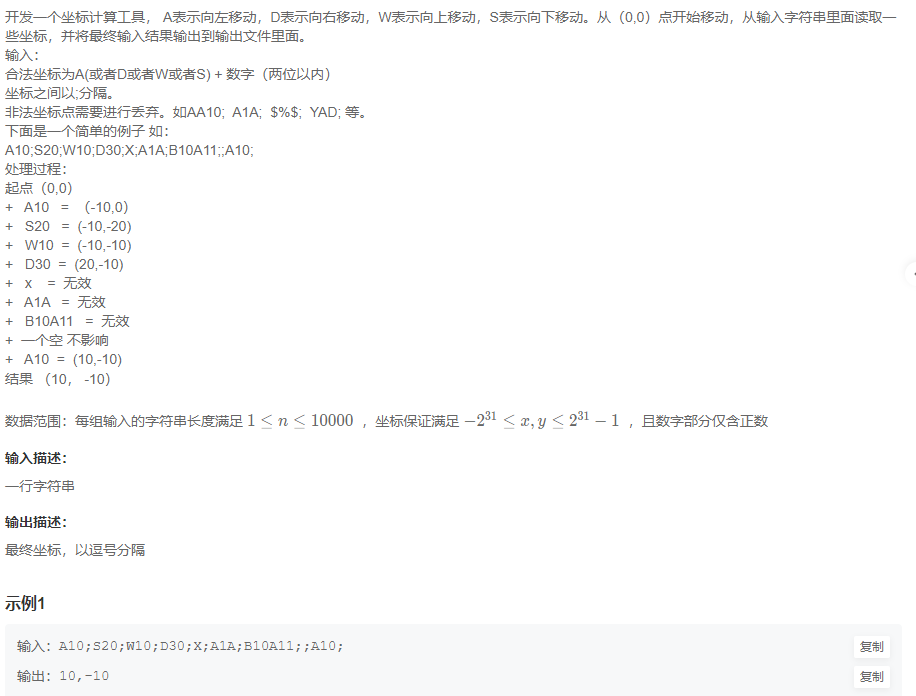 开发一个坐标计算工具， A表示向左移动，D表示向右移动，W表示向上移动，S表示向下移动。从（0,0）点开始移动，从输入字符串里面读取一
些坐标，并将最终输入结果输出到输出文件里面。
输入：
合法坐标为A(或者D或者W或者S) + 数字（两位以内）
坐标之间以;分隔。
非法坐标点需要进行丢弃。如AA10; A1A; $%$; YAD; 等。
下面是一个简单的例子 如：
A10;S20;W10;D30;X;A1A;B10A11;;A10;
处理过程：
起点（0,0）
+ A10 = （-10,0）
+ S20 = (-10,-20)
+ W10 = (-10,-10)
+ D30 = (20,-10)
+ x = 无效
+ A1A = 无效
+ B10A11 = 无效
+ 一个空 不影响
+ A10 = (10,-10)
结果 （10， -10）
数据范围：每组输入的字符串长度满足 1 ≤ n ≤ 10000 ，坐标保证满足 −2^31 ≤ x, y ≤ 2^31 − 1 ，且数字部分仅含正数
输入描述：
一行字符串
输出描述：
最终坐标，以逗号分隔
示例1
输入：A10;S20;W10;D30;X;A1A;B10A11;;A10; 复制
输出：10,-10 复制